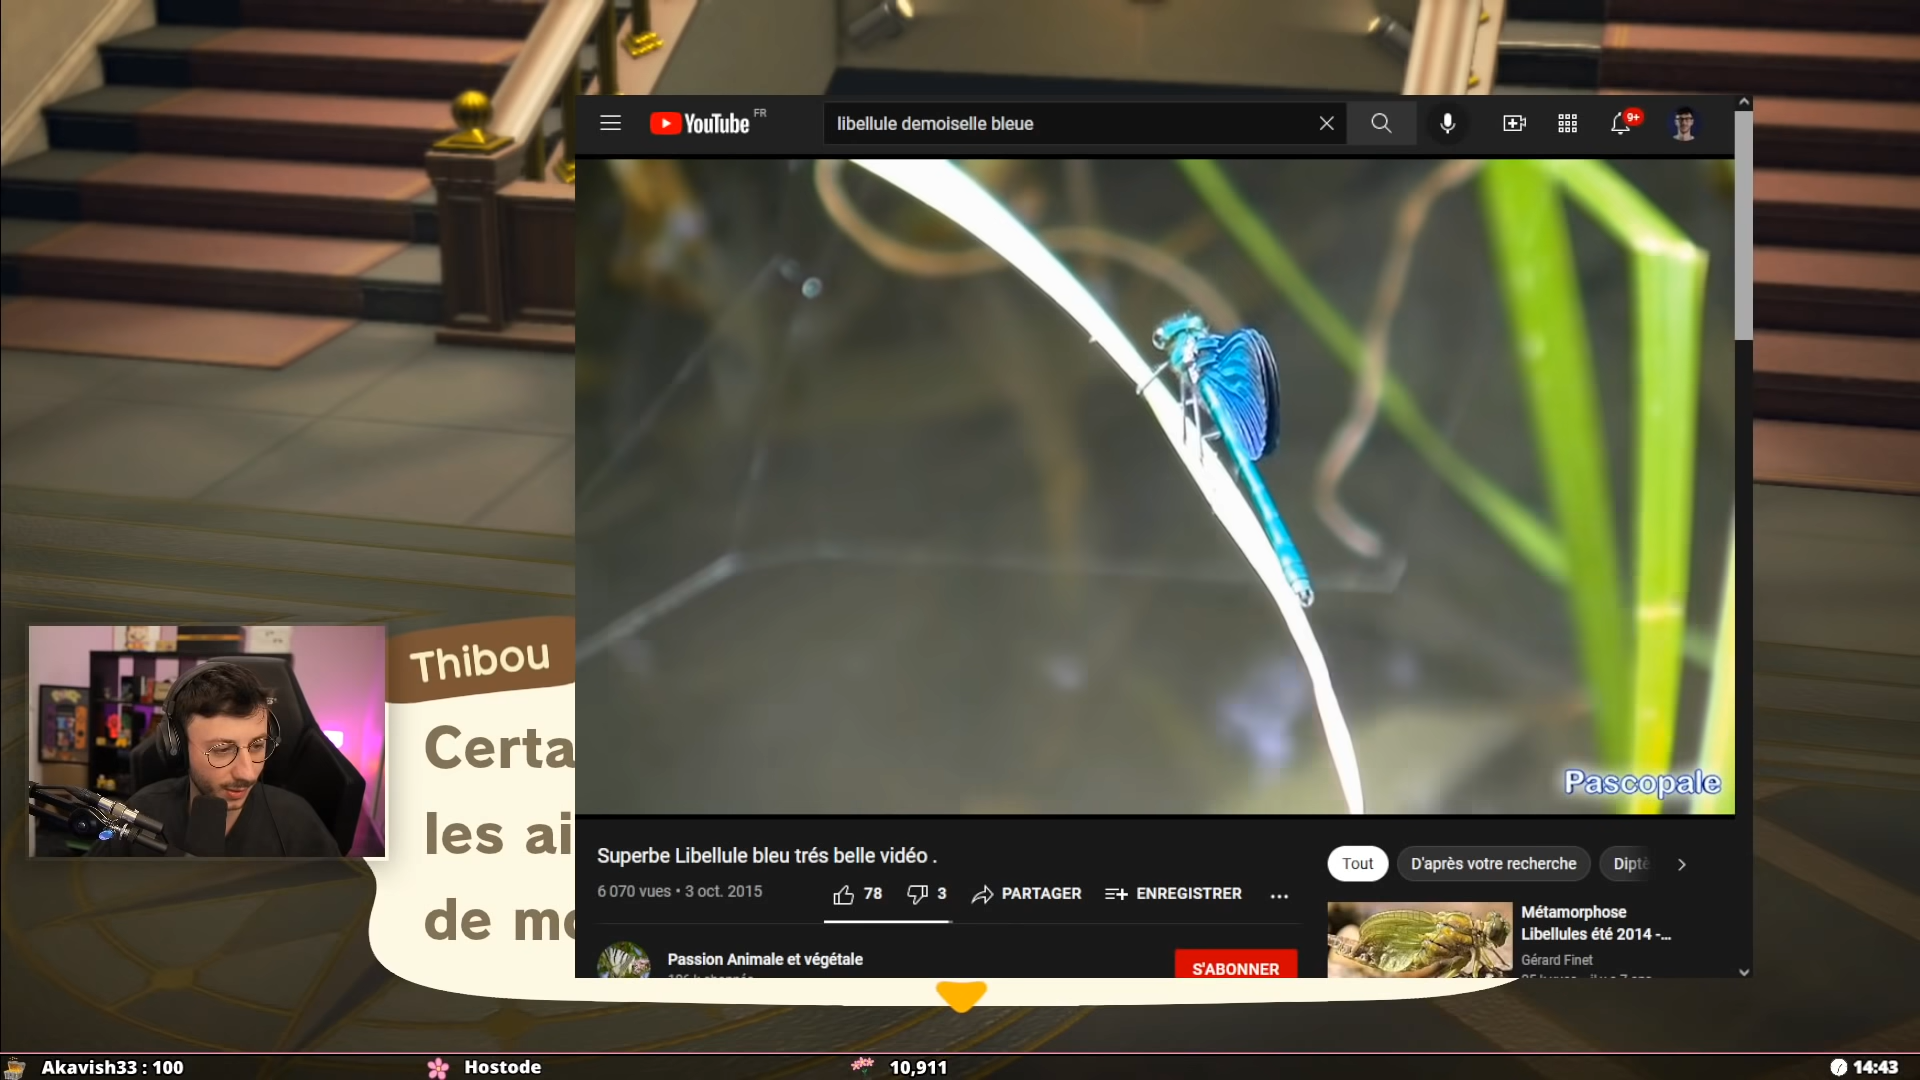 YouTube FR
libellule demoiselle bleue
9+
Pascopale
Thibou
Certa
les ai
de mo
Superbe Libellule bleu trés belle vidéo .
6 070 vues • 3 oct. 2015
78
3
PARTAGER
ENREGISTRER
Passion Animale et végétale
S'ABONNER
Tout
D'après votre recherche
Dipté
Métamorphose
Libellules été 2014 -...
Gérard Finet
Akavish33 : 100
Hostode
10,911
14:43